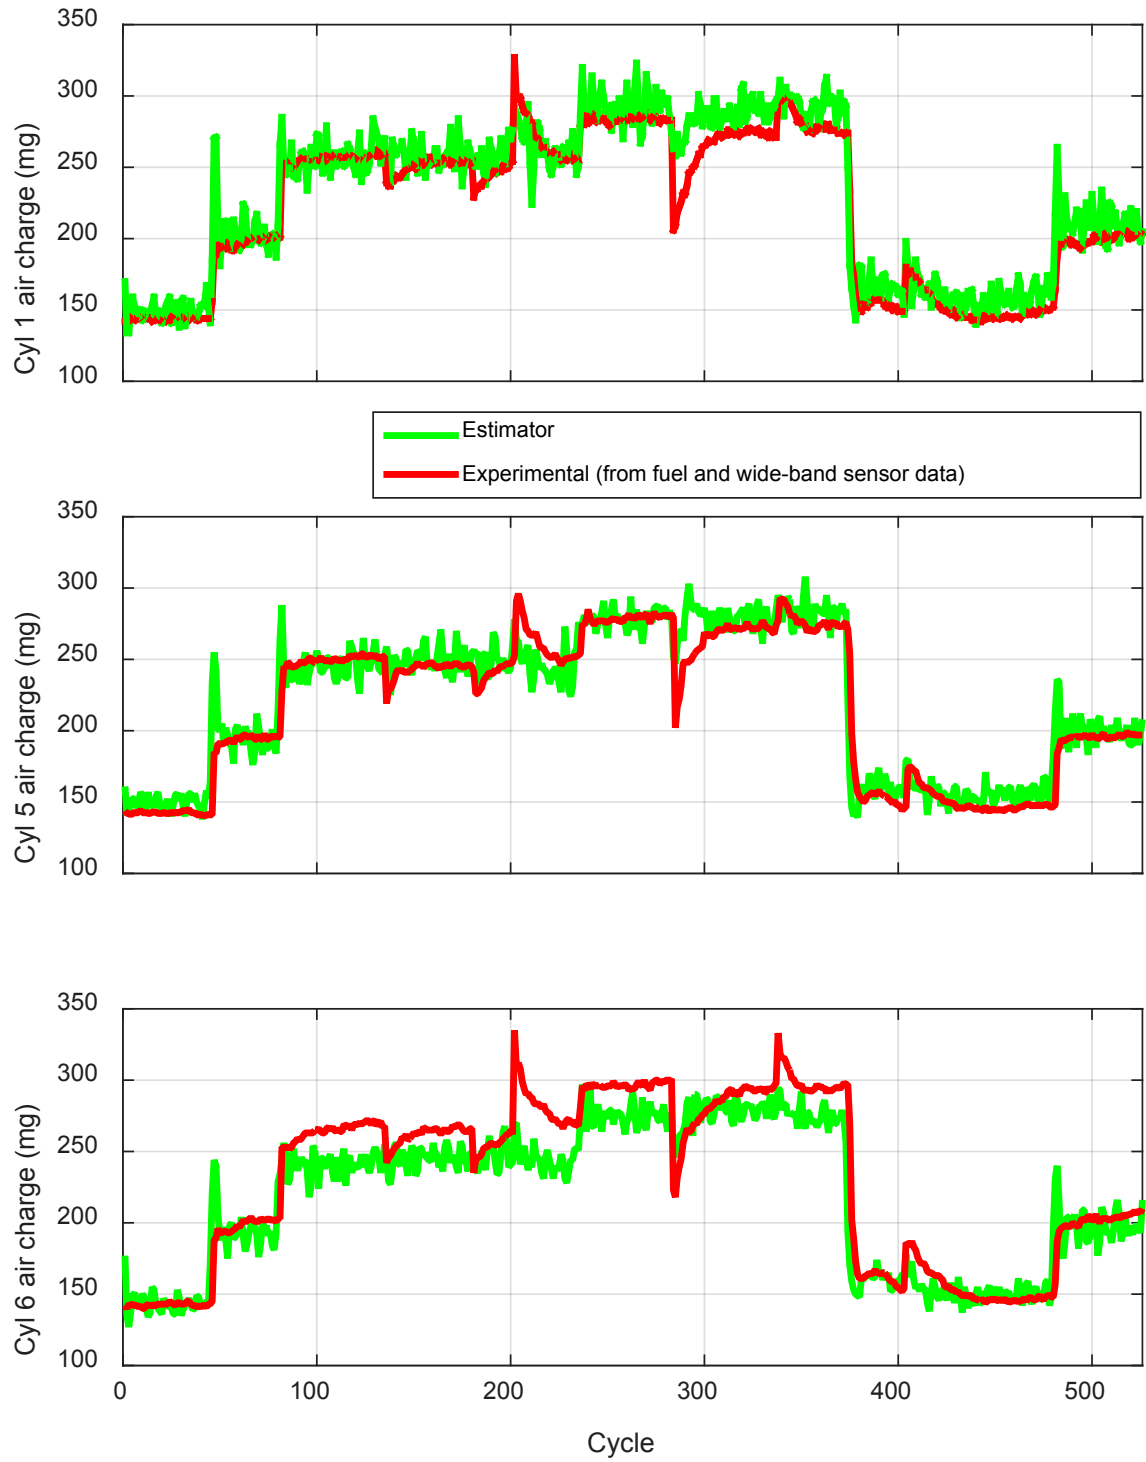 350
300
250
200
150
100
Cyl 1 air charge (mg)
Estimator
Experimental (from fuel and wide-band sensor data)
350
300
250
200
150
100
Cyl 5 air charge (mg)
350
300
250
200
150
100
Cyl 6 air charge (mg)
0 100 200 300 400 500
Cycle